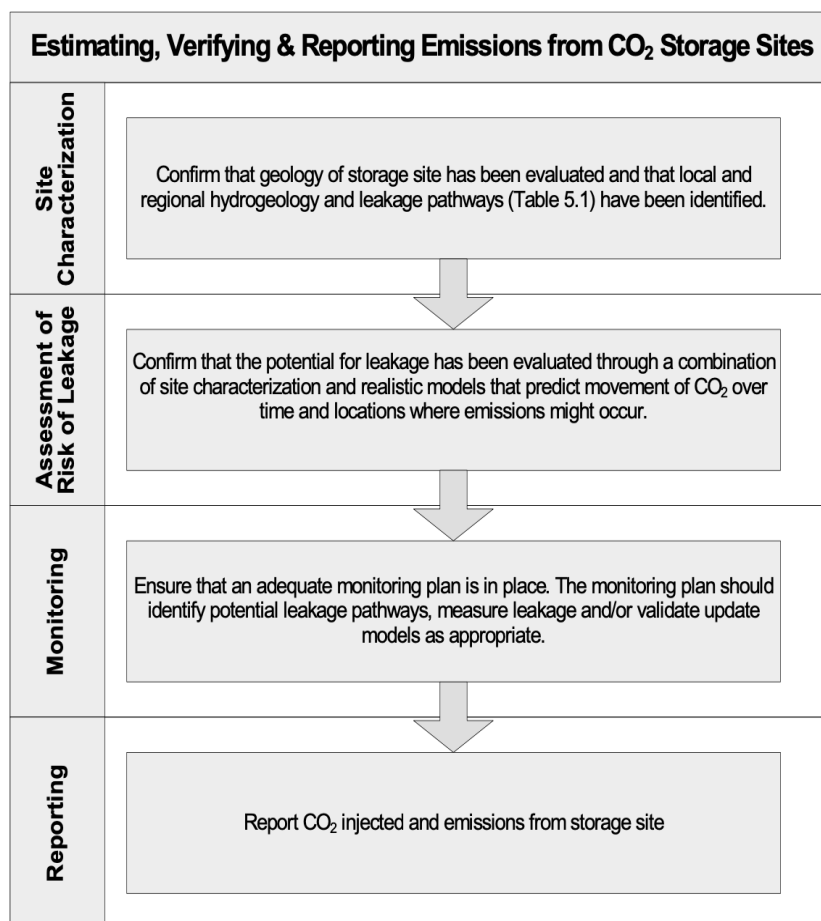 Estimating, Verifying & Reporting Emissions from CO₂ Storage Sites
Site
Characterization
Confirm that geology of storage site has been evaluated and that local and
regional hydrogeology and leakage pathways (Table 5.1) have been identified.
Assessment of
Risk of Leakage
Confirm that the potential for leakage has been evaluated through a combination
of site characterization and realistic models that predict movement of CO₂ over
time and locations where emissions might occur.
Monitoring
Ensure that an adequate monitoring plan is in place. The monitoring plan should
identify potential leakage pathways, measure leakage and/or validate update
models as appropriate.
Reporting
Report CO₂ injected and emissions from storage site